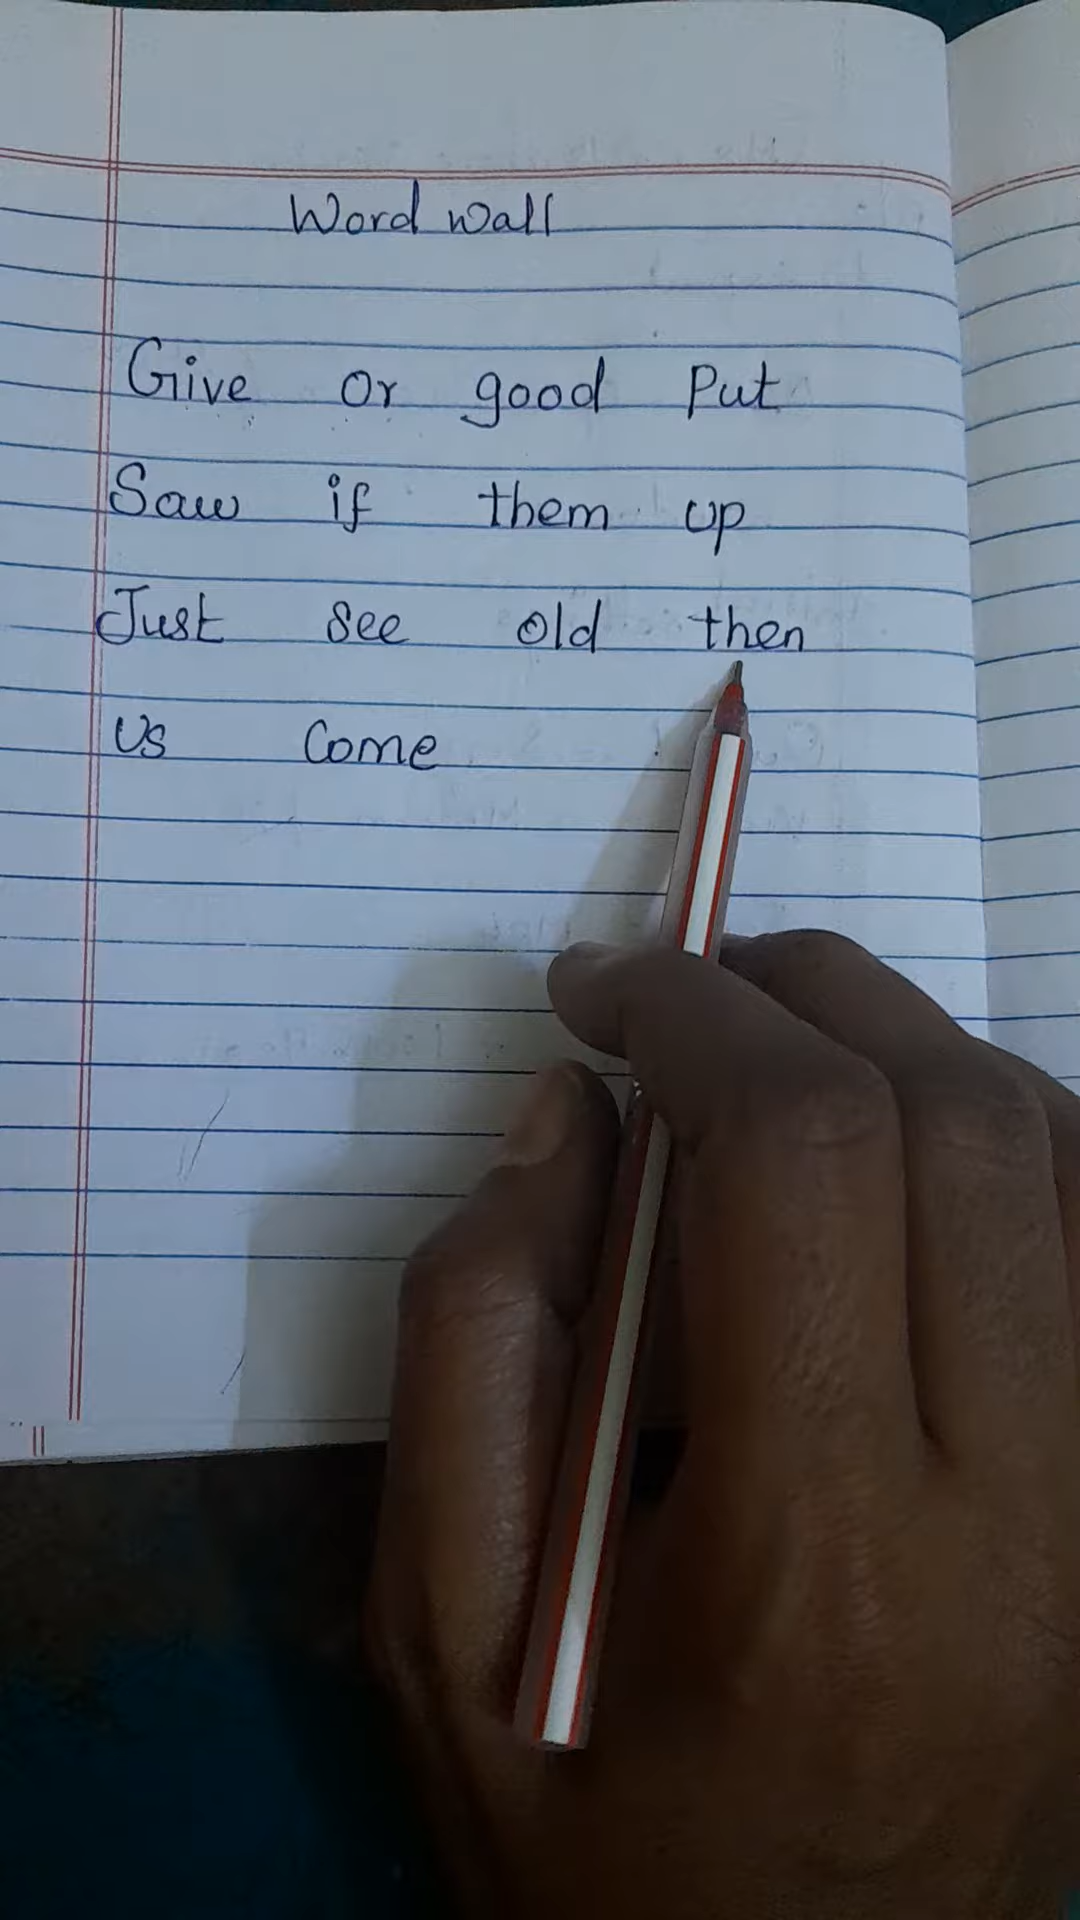 Word wall
Give or good Put
Saw if them up
Just see old then
Us Come